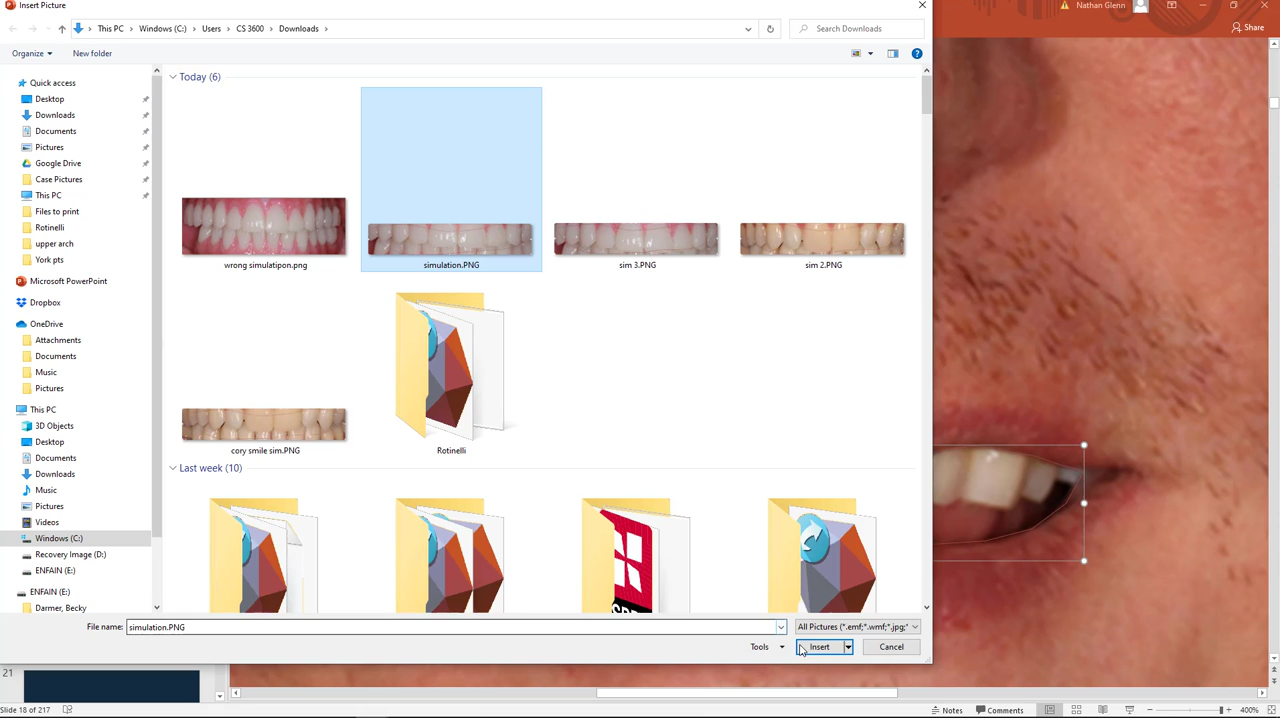 Insert Picture
Nathan Glenn
This PC
Windows (C:)
Users
CS 3600
Downloads
Search Downloads
Share
Organize
New folder
Quick access
Desktop
Downloads
Documents
Pictures
Google Drive
Case Pictures
This PC
Files to print
Rotinelli
upper arch
York pts
Microsoft PowerPoint
Dropbox
OneDrive
Attachments
Documents
Music
Pictures
This PC
3D Objects
Desktop
Documents
Downloads
Music
Pictures
Videos
Windows (C:)
Recovery Image (D:)
ENFAIN (E:)
ENFAIN (E:)
Darmer, Becky
Today (6)
wrong simulatipon.png
simulation.PNG
sim 3.PNG
sim 2.PNG
cory smile sim.PNG
Rotinelli
Last week (10)
File name:
simulation.PNG
All Pictures (*.emf;*.wmf;*.jpg;*
Tools
Insert
Cancel
21
Slide 18 of 217
Notes
Comments
400%